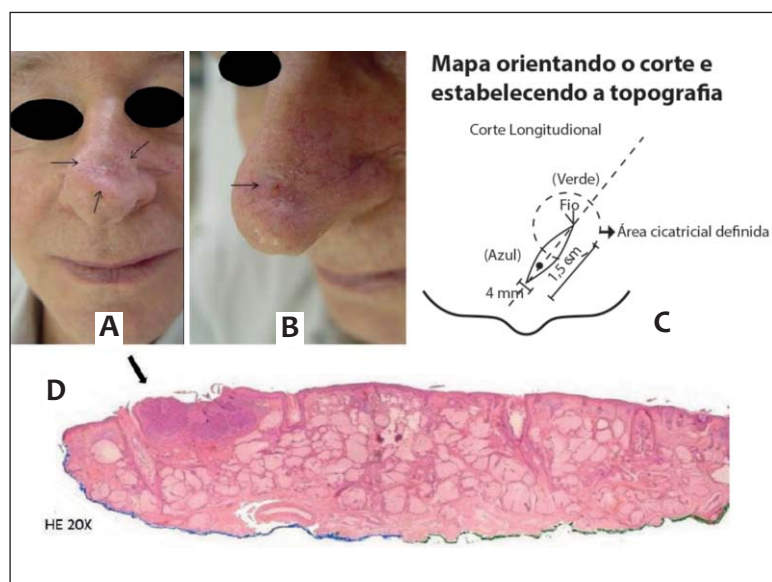 Mapa orientando o corte e
estabelecendo a topografia
Corte Longitudional
(Verde)
Fio
Área cicatricial definida
(Azul)
1,5 cm
4 mm
A
B
C
D
HE 20X